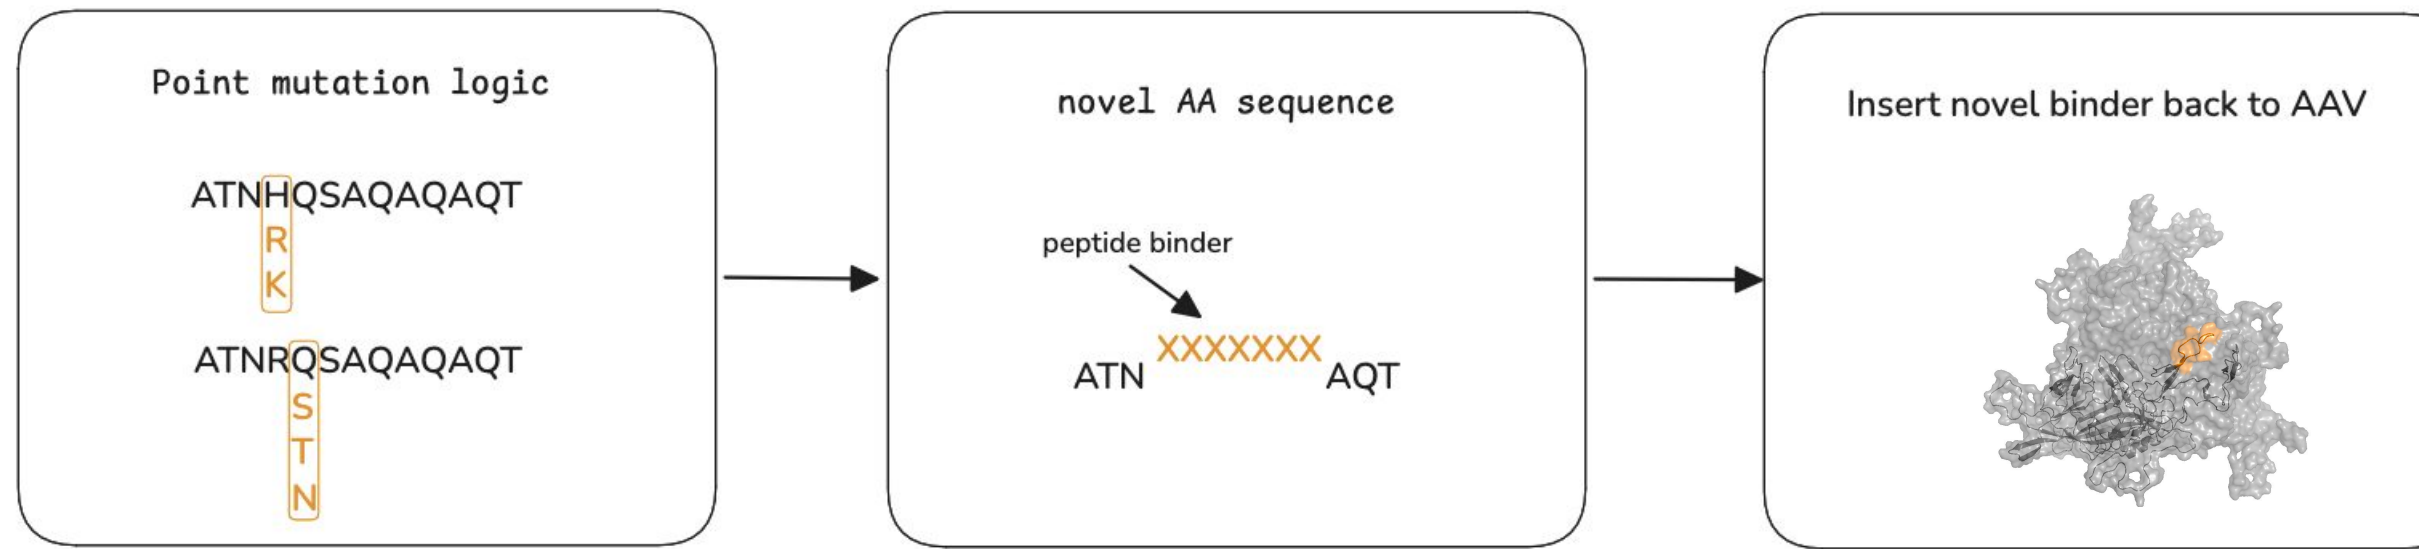 Point mutation logic
ATNHQSAQAQAQT
R
K
ATNRQSAQAQAQT
S
T
N
novel AA sequence
peptide binder
XXXXXXX
ATN AQT
Insert novel binder back to AAV